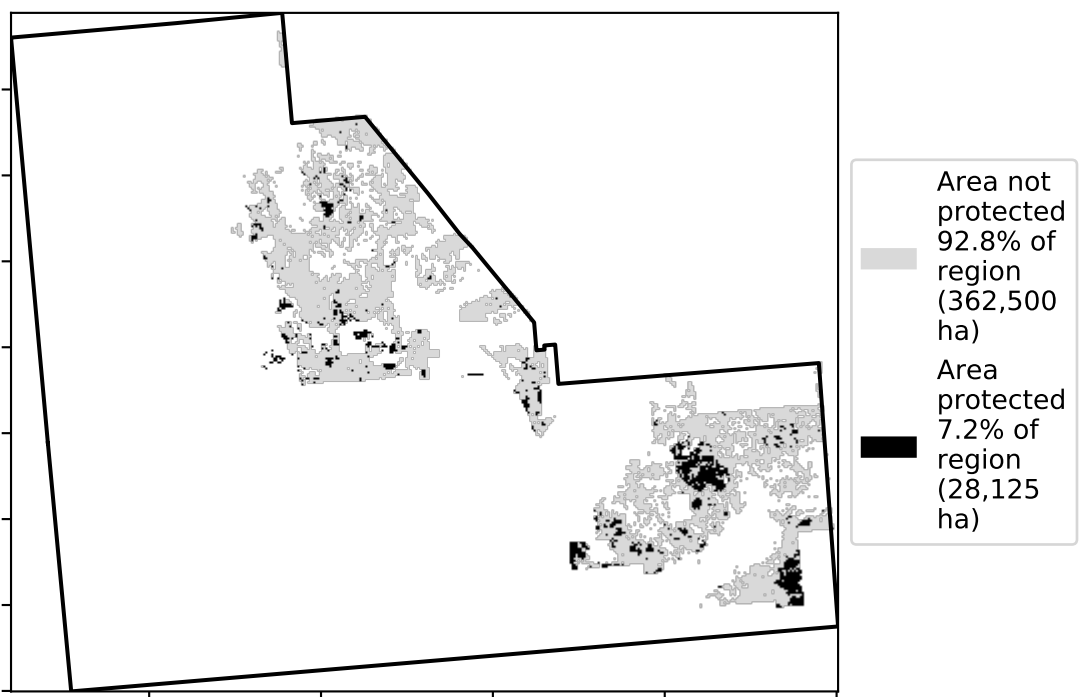 Area not
protected
92.8% of
region
(362,500
ha)
Area
protected
7.2% of
region
(28,125
ha)